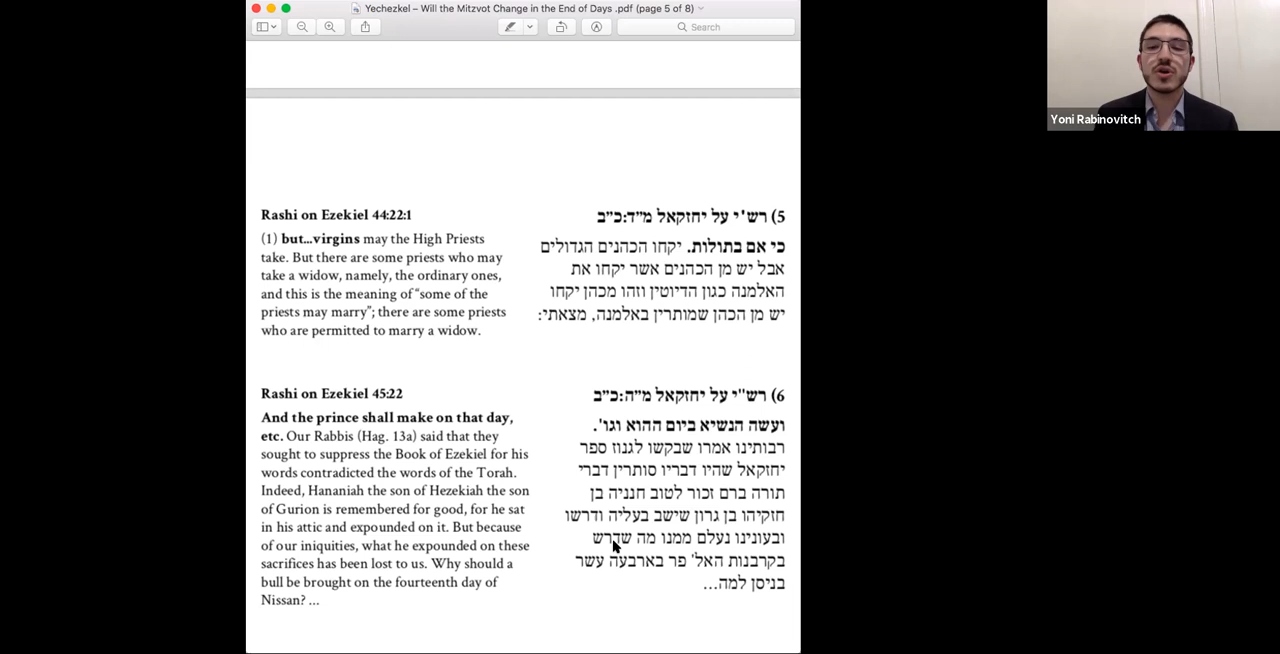 Yechezkel – Will the Mitzvot Change in the End of Days .pdf (page 5 of 8)
Search
Yoni Rabinovitch
Rashi on Ezekiel 44:22:1
(1) but...virgins may the High Priests
take. But there are some priests who may
take a widow, namely, the ordinary ones,
and this is the meaning of “some of the
priests may marry”; there are some priests
who are permitted to marry a widow.
5) רש'י על יחזקאל מ״ד:כ״ב
כי אם בתולות. יקחו הכהנים הגדולים
אבל יש מן הכהנים אשר יקחו את
האלמנה כגון הדיוטין וזהו מכהן יקחו
יש מן הכהן שמותרין באלמנה, מצאתי:
Rashi on Ezekiel 45:22
And the prince shall make on that day,
etc. Our Rabbis (Hag. 13a) said that they
sought to suppress the Book of Ezekiel for his
words contradicted the words of the Torah.
Indeed, Hananiah the son of Hezekiah the son
of Gurion is remembered for good, for he sat
in his attic and expounded on it. But because
of our iniquities, what he expounded on these
sacrifices has been lost to us. Why should a
bull be brought on the fourteenth day of
Nissan? ...
6) רש"י על יחזקאל מ״ה:כ״ב
ועשה הנשיא ביום ההוא וגו'.
רבותינו אמרו שבקשו לגנוז ספר
יחזקאל שהיו דבריו סותרין דברי
תורה ברם זכור לטוב חנניה בן
חזקיהו בן גרון שישב בעליה ודרשו
ובעונינו נעלם ממנו מה שדרש
בקרבנות האל' פר בארבעה עשר
בניסן למה...